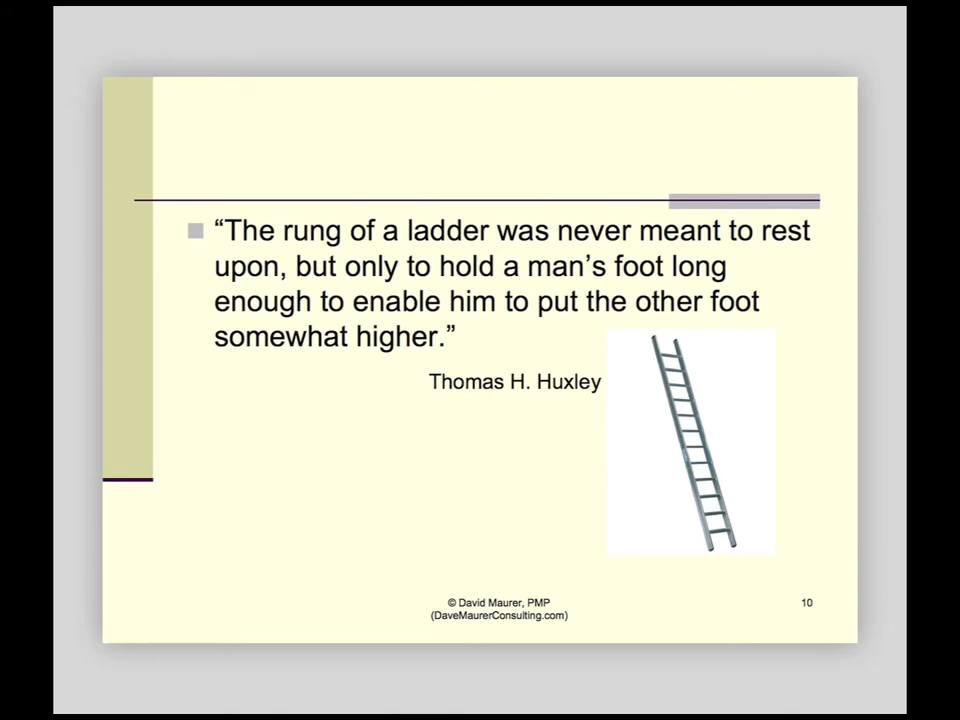 “The rung of a ladder was never meant to rest
upon, but only to hold a man’s foot long
enough to enable him to put the other foot
somewhat higher.”
Thomas H. Huxley
© David Maurer, PMP
(DaveMaurerConsulting.com)
10